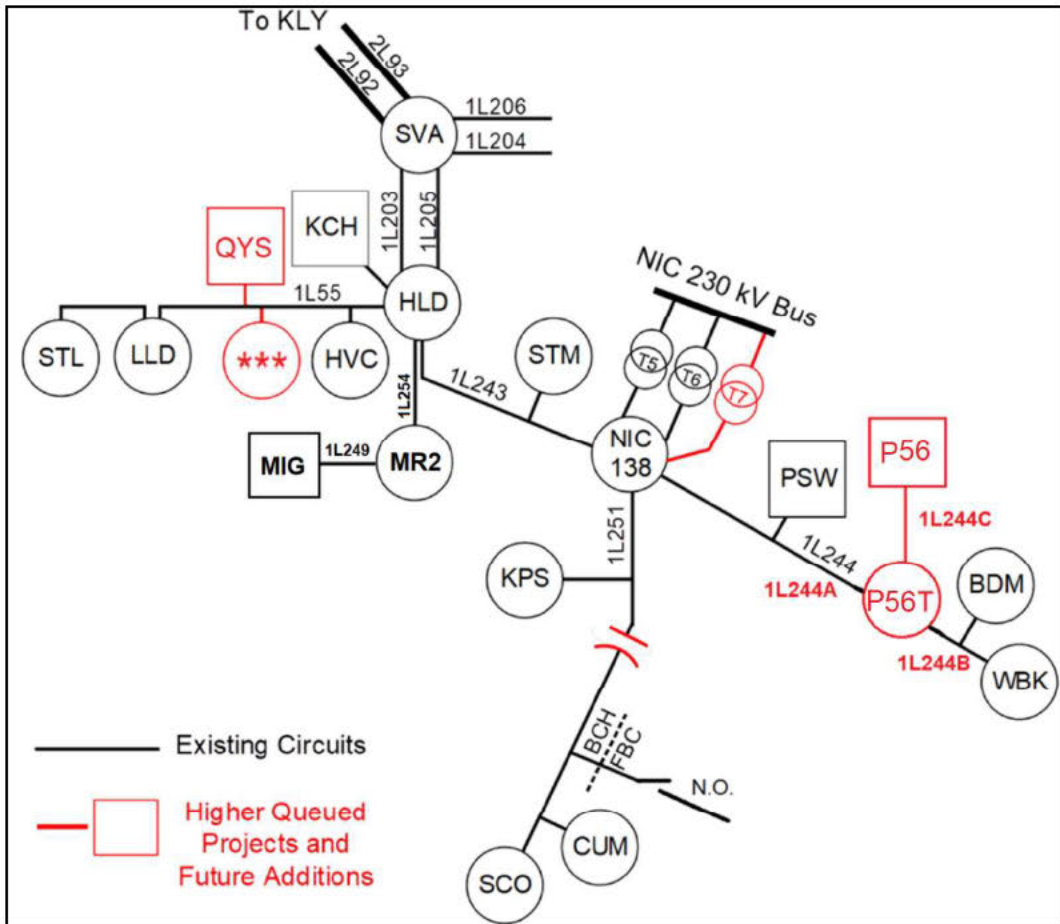 To KLY
2L93
2L92
SVA
1L206
1L204
1L203
1L205
KCH
QYS
1L55
HLD
NIC 230 kV Bus
STL
LLD
***
HVC
STM
T5
T6
T7
1L254
1L243
MIG
1L249
MR2
NIC
138
PSW
P56
1L244C
1L251
1L244
KPS
1L244A
P56T
BDM
1L244B
WBK
BCH
FBC
N.O.
CUM
SCO
Existing Circuits
Higher Queued
Projects and
Future Additions